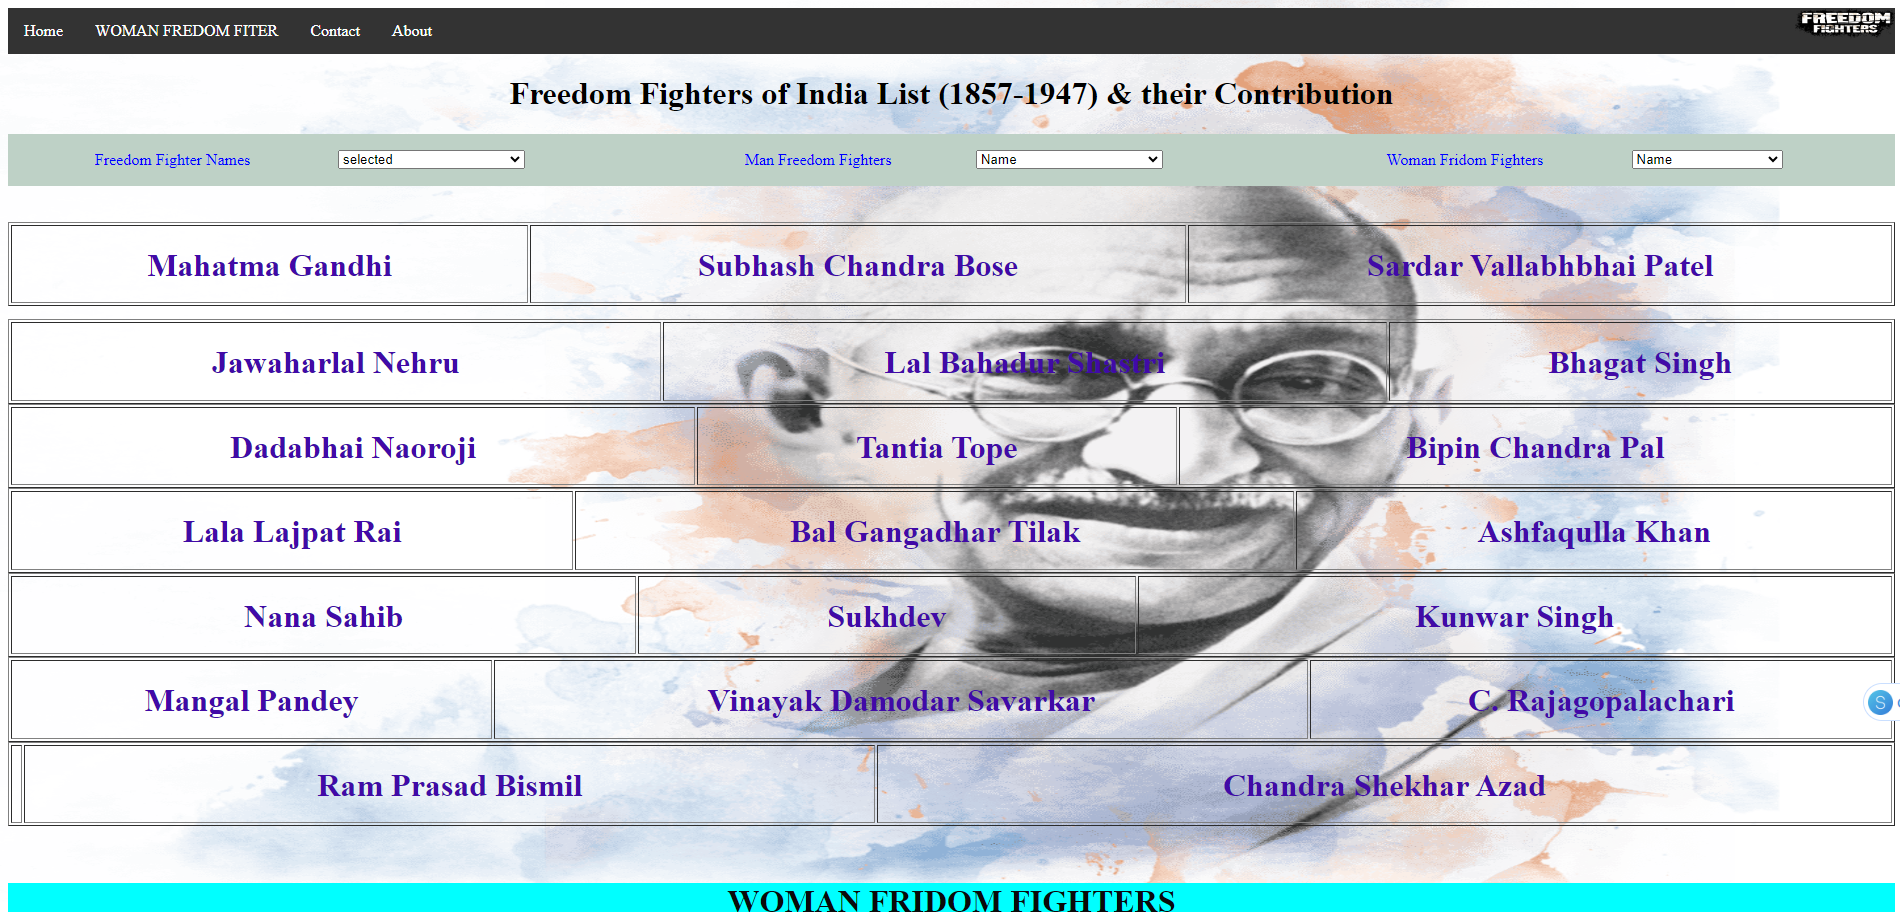 Home WOMAN FREDOM FITER Contact About FREEDOM
FIGHTERS
Freedom Fighters of India List (1857-1947) & their Contribution
Freedom Fighter Names selected Man Freedom Fighters Name Woman Fridom Fighters Name
Mahatma Gandhi Subhash Chandra Bose Sardar Vallabhbhai Patel
Jawaharlal Nehru Lal Bahadur Shastri Bhagat Singh
Dadabhai Naoroji Tantia Tope Bipin Chandra Pal
Lala Lajpat Rai Bal Gangadhar Tilak Ashfaqulla Khan
Nana Sahib Sukhdev Kunwar Singh
Mangal Pandey Vinayak Damodar Savarkar C. Rajagopalachari
S
Ram Prasad Bismil Chandra Shekhar Azad
WOMAN FRIDOM FIGHTERS